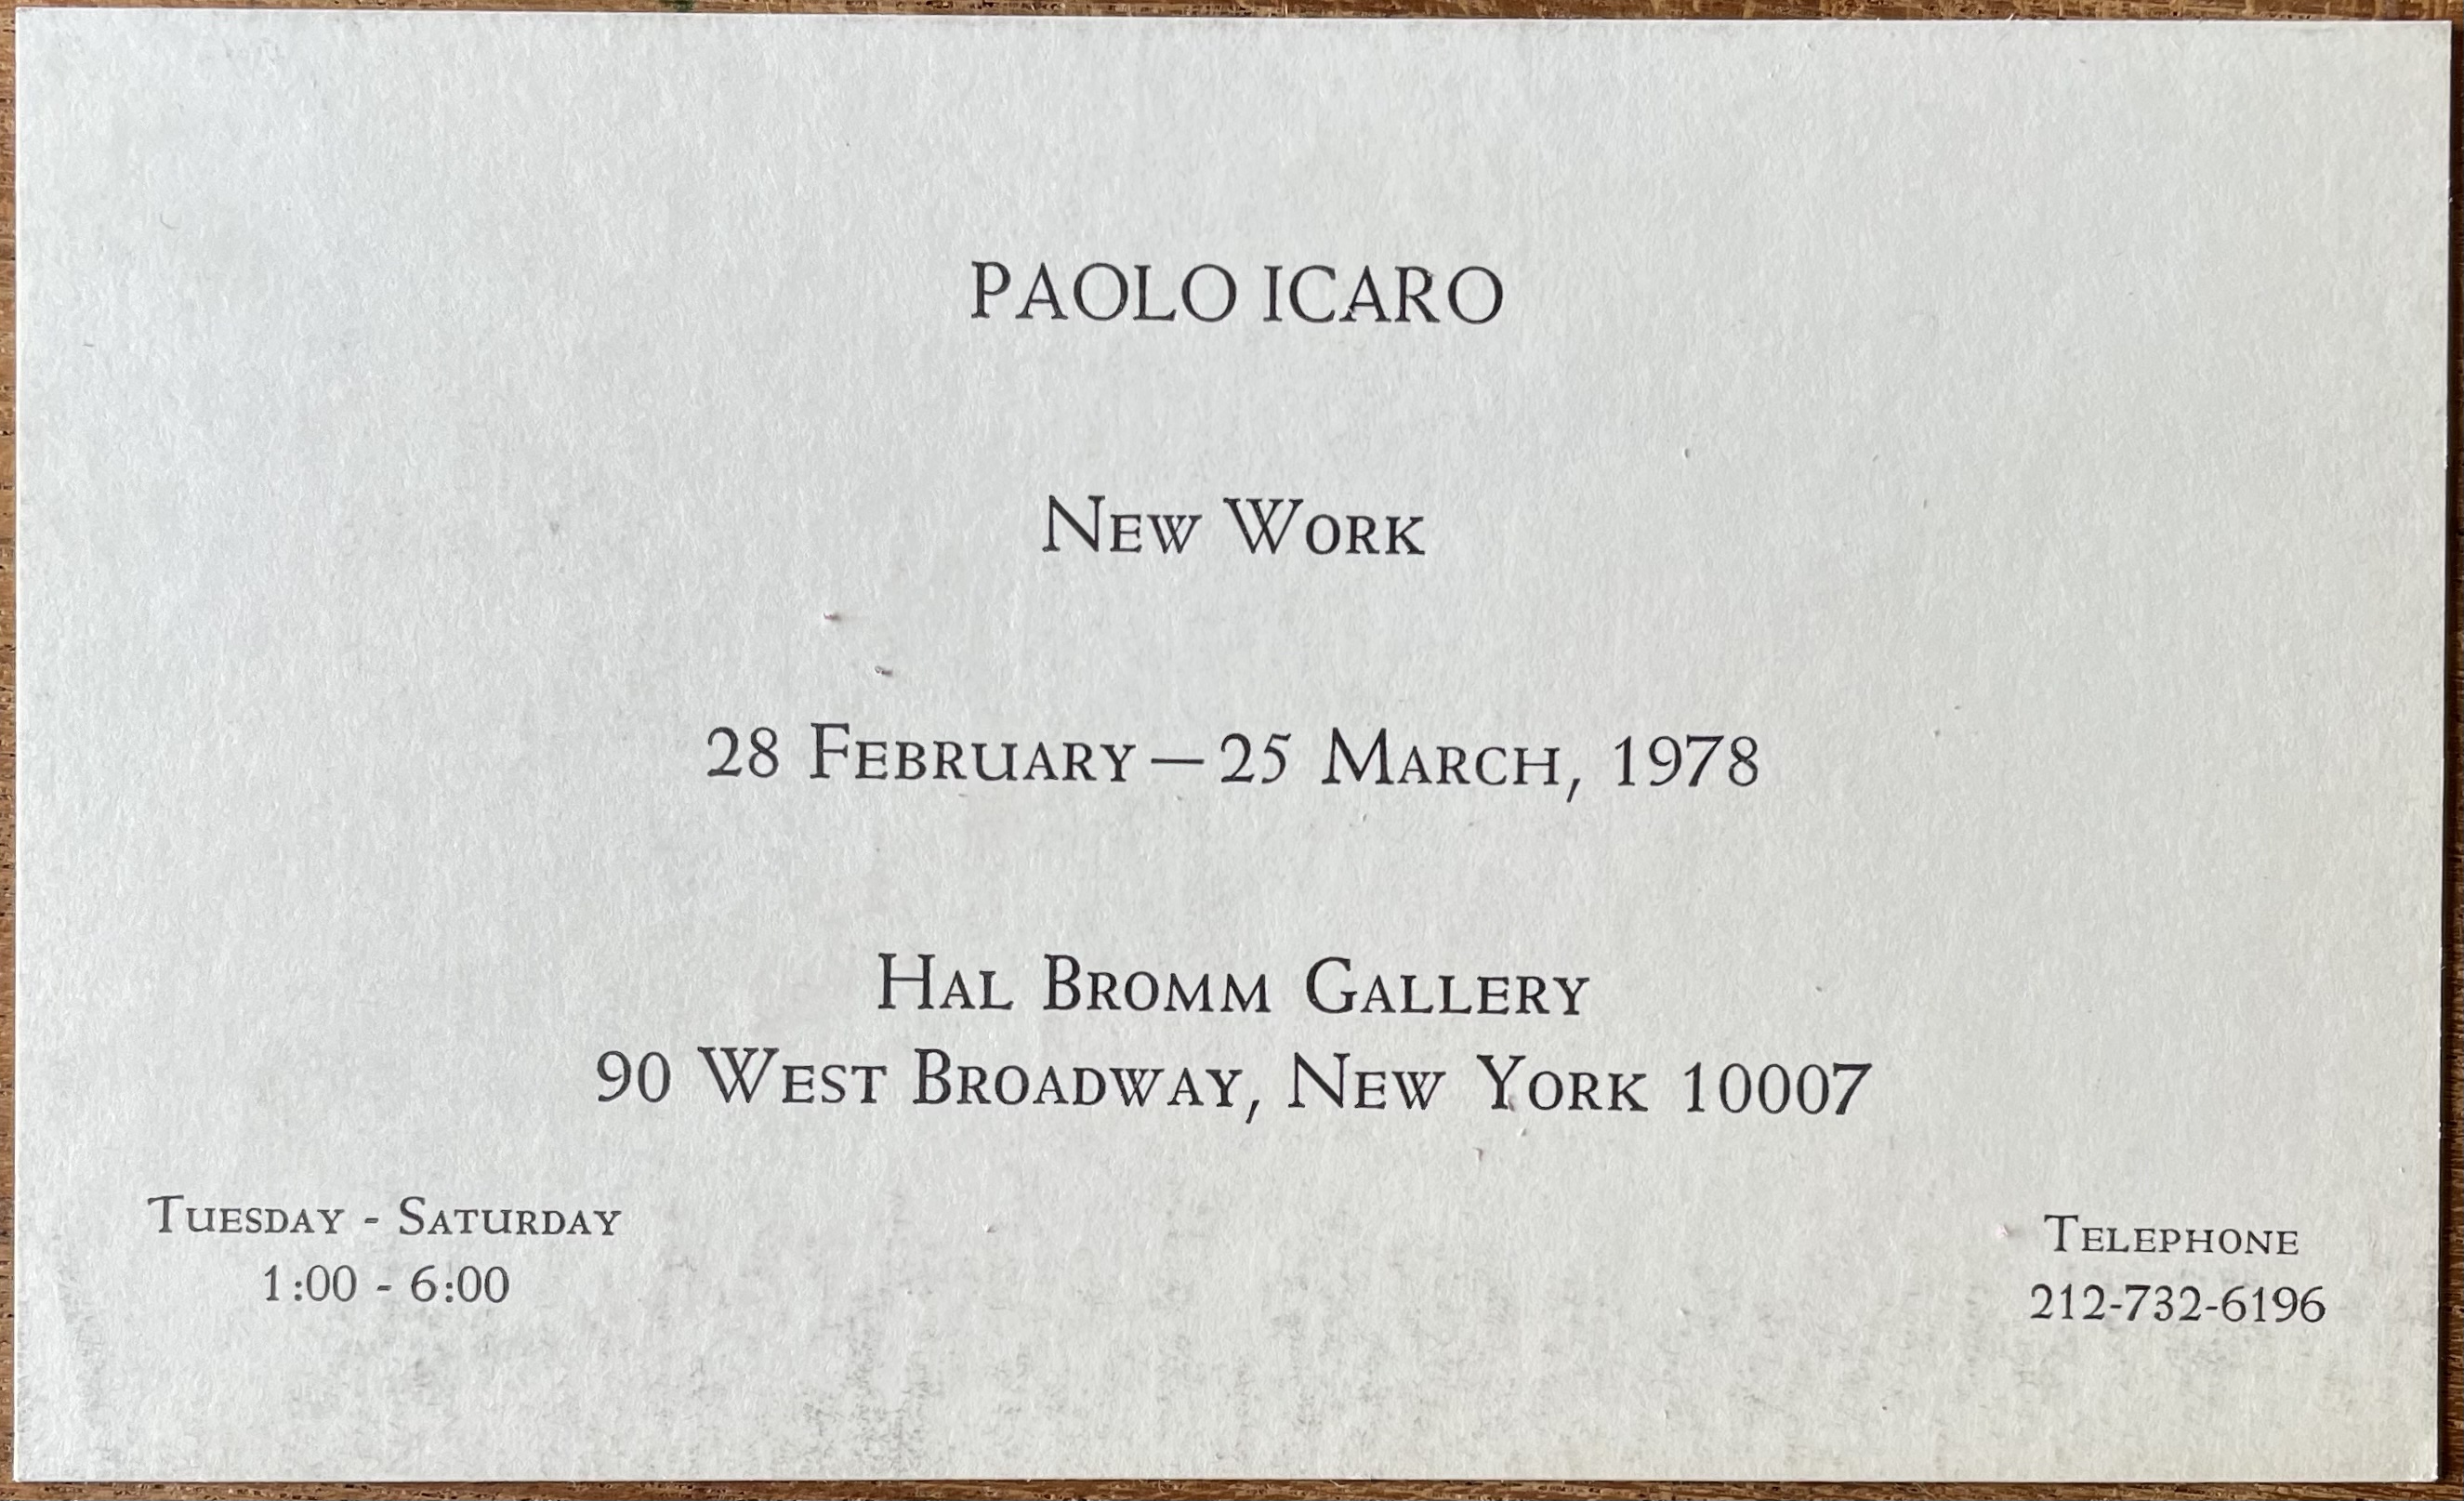 PAOLO ICARO
New Work
28 February — 25 March, 1978
Hal Bromm Gallery
90 West Broadway, New York 10007
Tuesday - Saturday
1:00 - 6:00
Telephone
212-732-6196